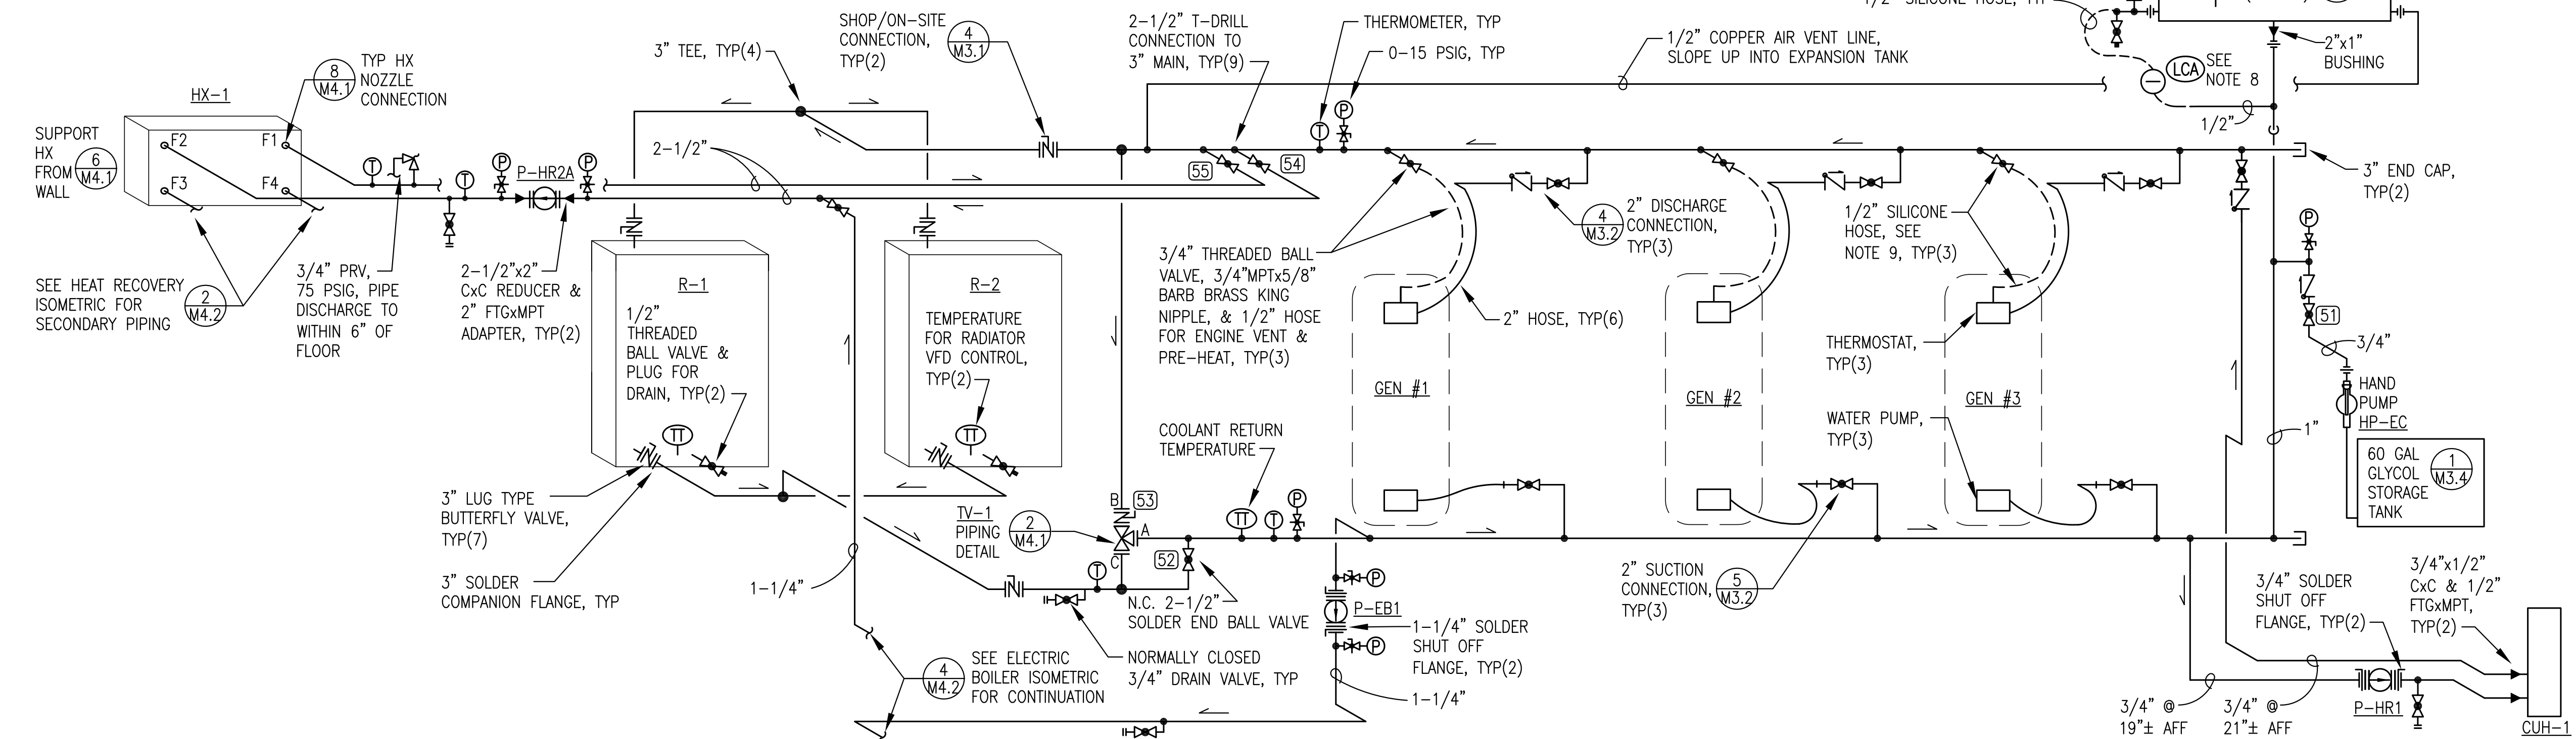 SHOP/ON-SITE
CONNECTION,
TYP(2)
4
M3.1
2-1/2" T-DRILL
CONNECTION TO
3" MAIN, TYP(9)
THERMOMETER, TYP
0-15 PSIG, TYP
1/2" COPPER AIR VENT LINE,
SLOPE UP INTO EXPANSION TANK
2"x1"
BUSHING
LCA
SEE
NOTE 8
1/2"
3" TEE, TYP(4)
8
M4.1
TYP HX
NOZZLE
CONNECTION
HX-1
SUPPORT
HX
FROM
WALL
6
M4.1
F2
F1
F3
F4
T
T
P
P-HR2A
P
2-1/2"
55
54
T
P
3" END CAP,
TYP(2)
SEE HEAT RECOVERY
ISOMETRIC FOR
SECONDARY PIPING
2
M4.2
3/4" PRV,
75 PSIG, PIPE
DISCHARGE TO
WITHIN 6" OF
FLOOR
2-1/2"x2"
CxC REDUCER &
2" FTGxMPT
ADAPTER, TYP(2)
R-1
1/2"
THREADED
BALL VALVE &
PLUG FOR
DRAIN, TYP(2)
TT
R-2
TEMPERATURE
FOR RADIATOR
VFD CONTROL,
TYP(2)
TT
3/4" THREADED BALL
VALVE, 3/4"MPTx5/8"
BARB BRASS KING
NIPPLE, & 1/2" HOSE
FOR ENGINE VENT &
PRE-HEAT, TYP(3)
4
M3.2
2" DISCHARGE
CONNECTION,
TYP(3)
2" HOSE, TYP(6)
1/2" SILICONE
HOSE, SEE
NOTE 9, TYP(3)
THERMOSTAT,
TYP(3)
WATER PUMP,
TYP(3)
GEN #1
GEN #2
GEN #3
P
51
3/4"
HAND
PUMP
HP-EC
1"
60 GAL
GLYCOL
STORAGE
TANK
1
M3.4
3" LUG TYPE
BUTTERFLY VALVE,
TYP(7)
3" SOLDER
COMPANION FLANGE, TYP
1-1/4"
TV-1
PIPING
DETAIL
2
M4.1
B
53
A
C
52
T
COOLANT RETURN
TEMPERATURE
TT
T
P
N.C. 2-1/2"
SOLDER END BALL VALVE
NORMALLY CLOSED
3/4" DRAIN VALVE, TYP
4
M4.2
SEE ELECTRIC
BOILER ISOMETRIC
FOR CONTINUATION
P
P-EB1
P
1-1/4" SOLDER
SHUT OFF
FLANGE, TYP(2)
1-1/4"
2" SUCTION
CONNECTION,
TYP(3)
5
M3.2
3/4" SOLDER
SHUT OFF
FLANGE, TYP(2)
3/4"x1/2"
CxC & 1/2"
FTGxMPT,
TYP(2)
3/4" @
19"± AFF
3/4" @
21"± AFF
P-HR1
CUH-1